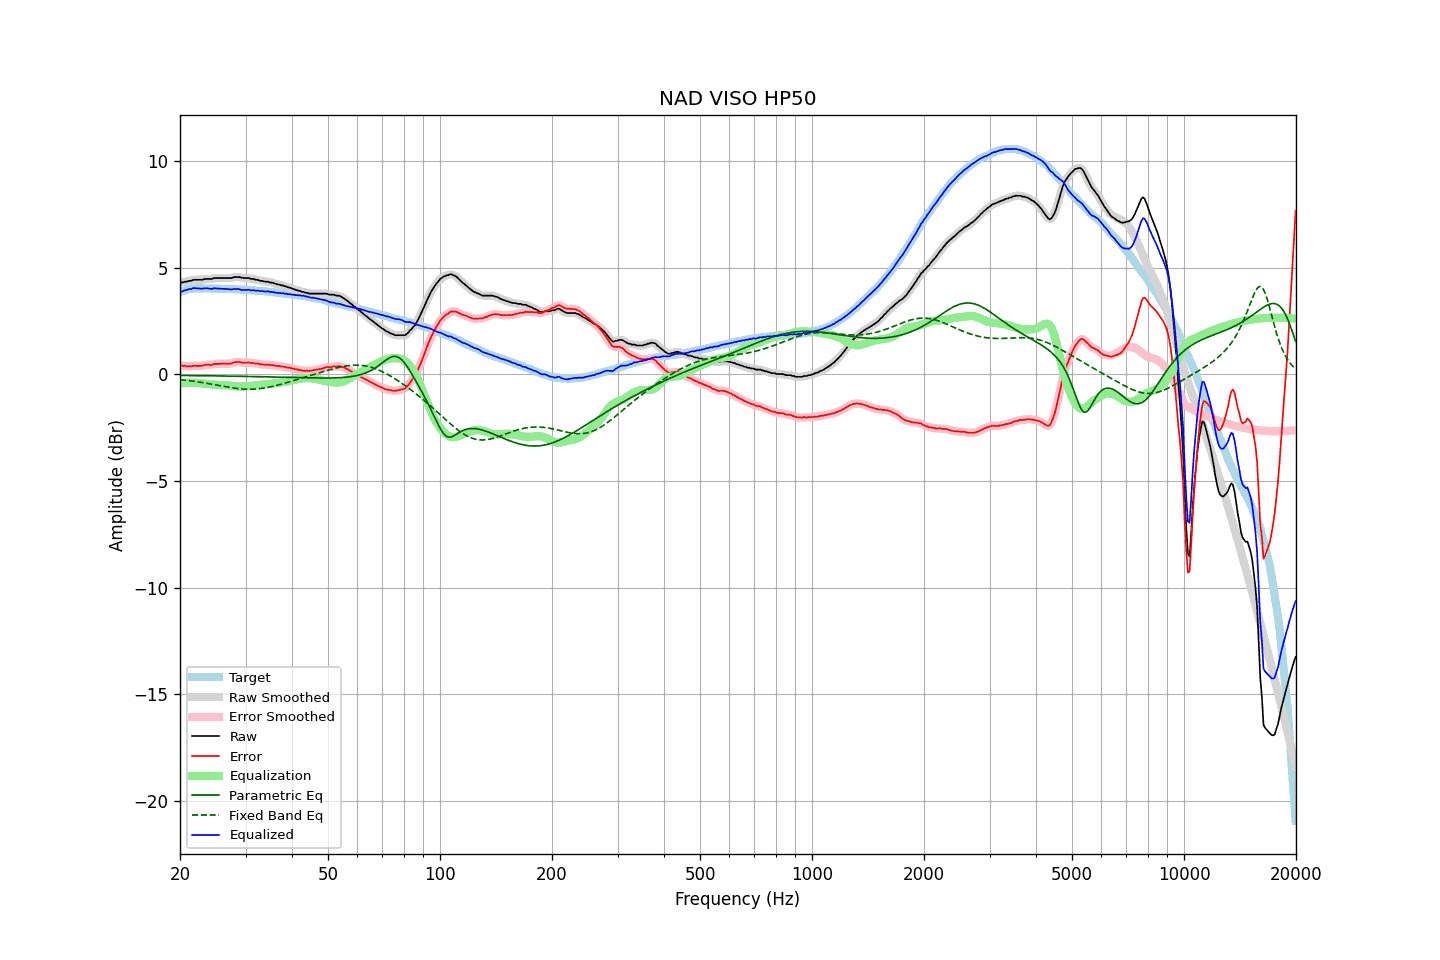 NAD VISO HP50
Amplitude (dBr)
10
5
0
−5
−10
−15
−20
Target
Raw Smoothed
Error Smoothed
Raw
Error
Equalization
Parametric Eq
Fixed Band Eq
Equalized
20 50 100 200 500 1000 2000 5000 10000 20000
Frequency (Hz)